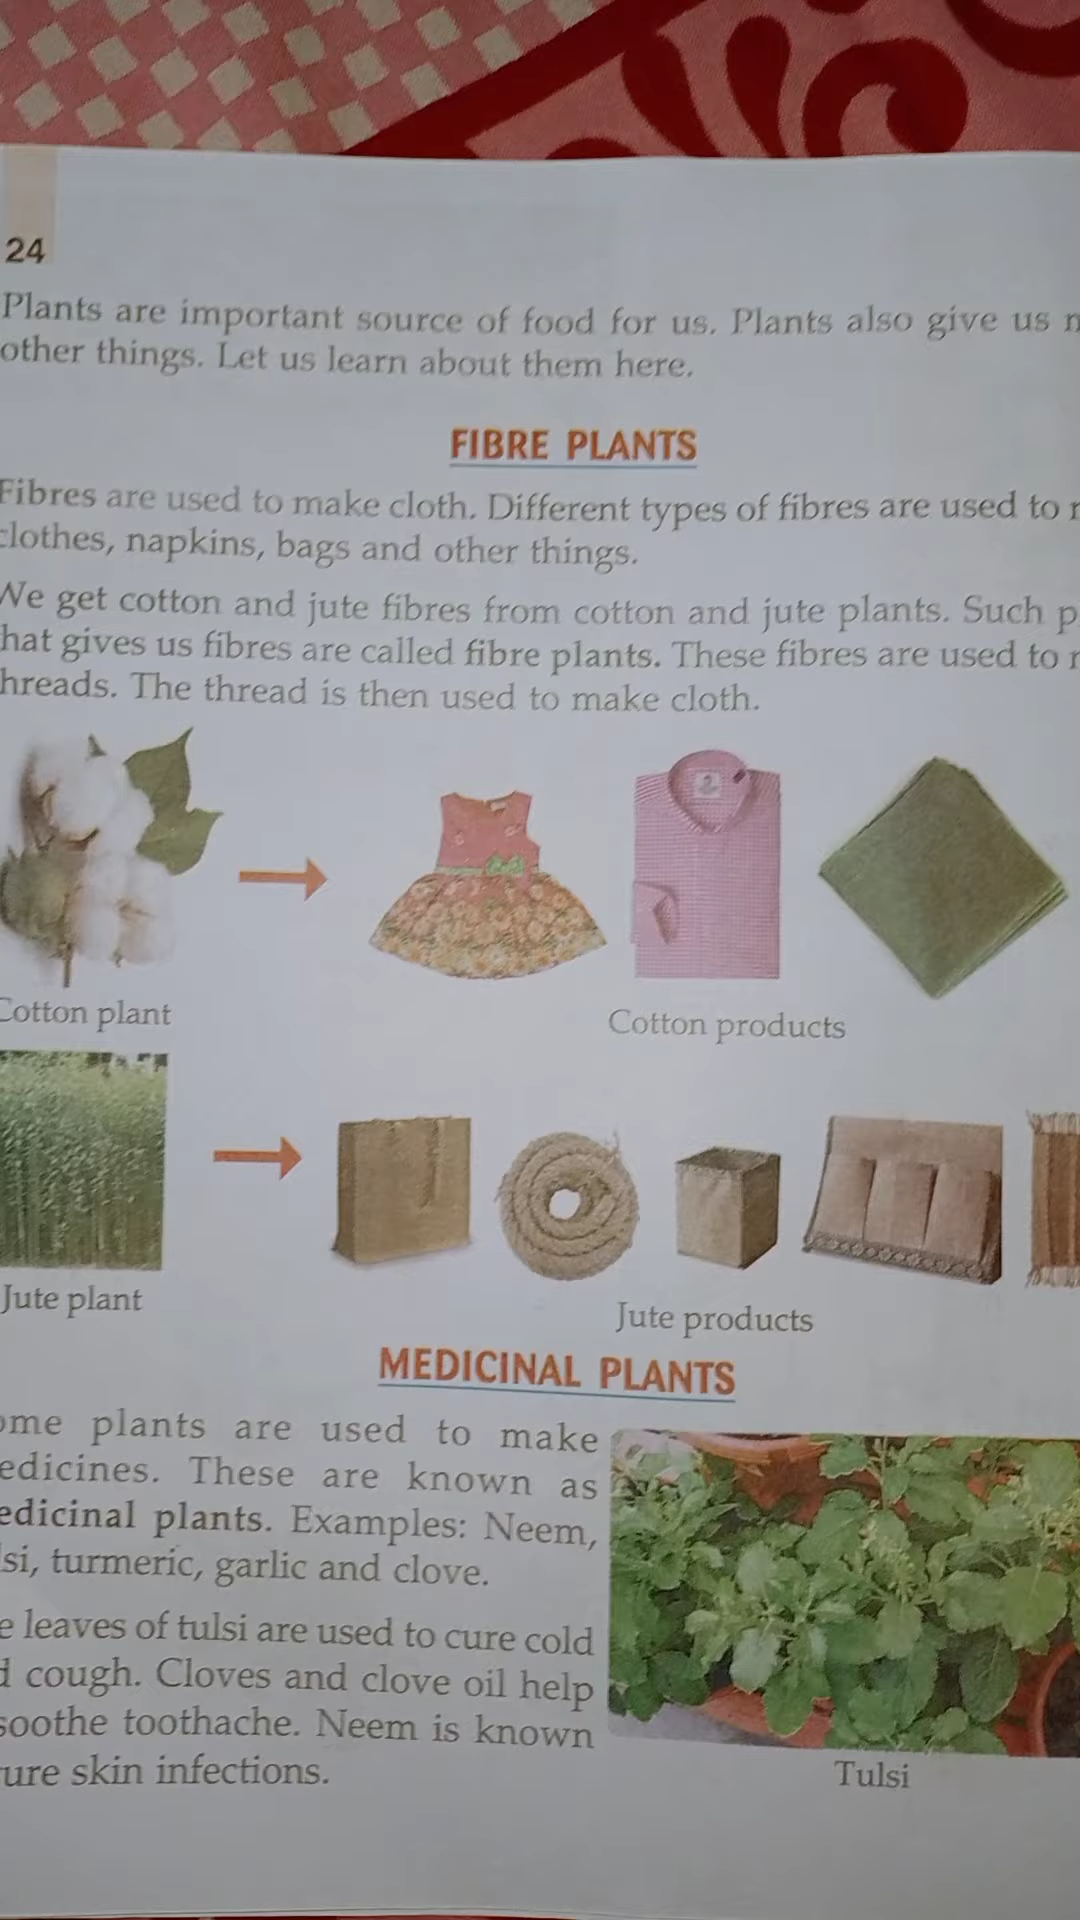 24
Plants are important source of food for us. Plants also give us
other things. Let us learn about them here.
FIBRE PLANTS
Fibres are used to make cloth. Different types of fibres are used to
clothes, napkins, bags and other things.
We get cotton and jute fibres from cotton and jute plants. Such
hat gives us fibres are called fibre plants. These fibres are used to
hreads. The thread is then used to make cloth.
Cotton plant
Cotton products
Jute plant
Jute products
MEDICINAL PLANTS
ome plants are used to make
edicines. These are known as
edicinal plants. Examples: Neem,
lsi, turmeric, garlic and clove.
e leaves of tulsi are used to cure cold
d cough. Cloves and clove oil help
soothe toothache. Neem is known
ure skin infections.
Tulsi